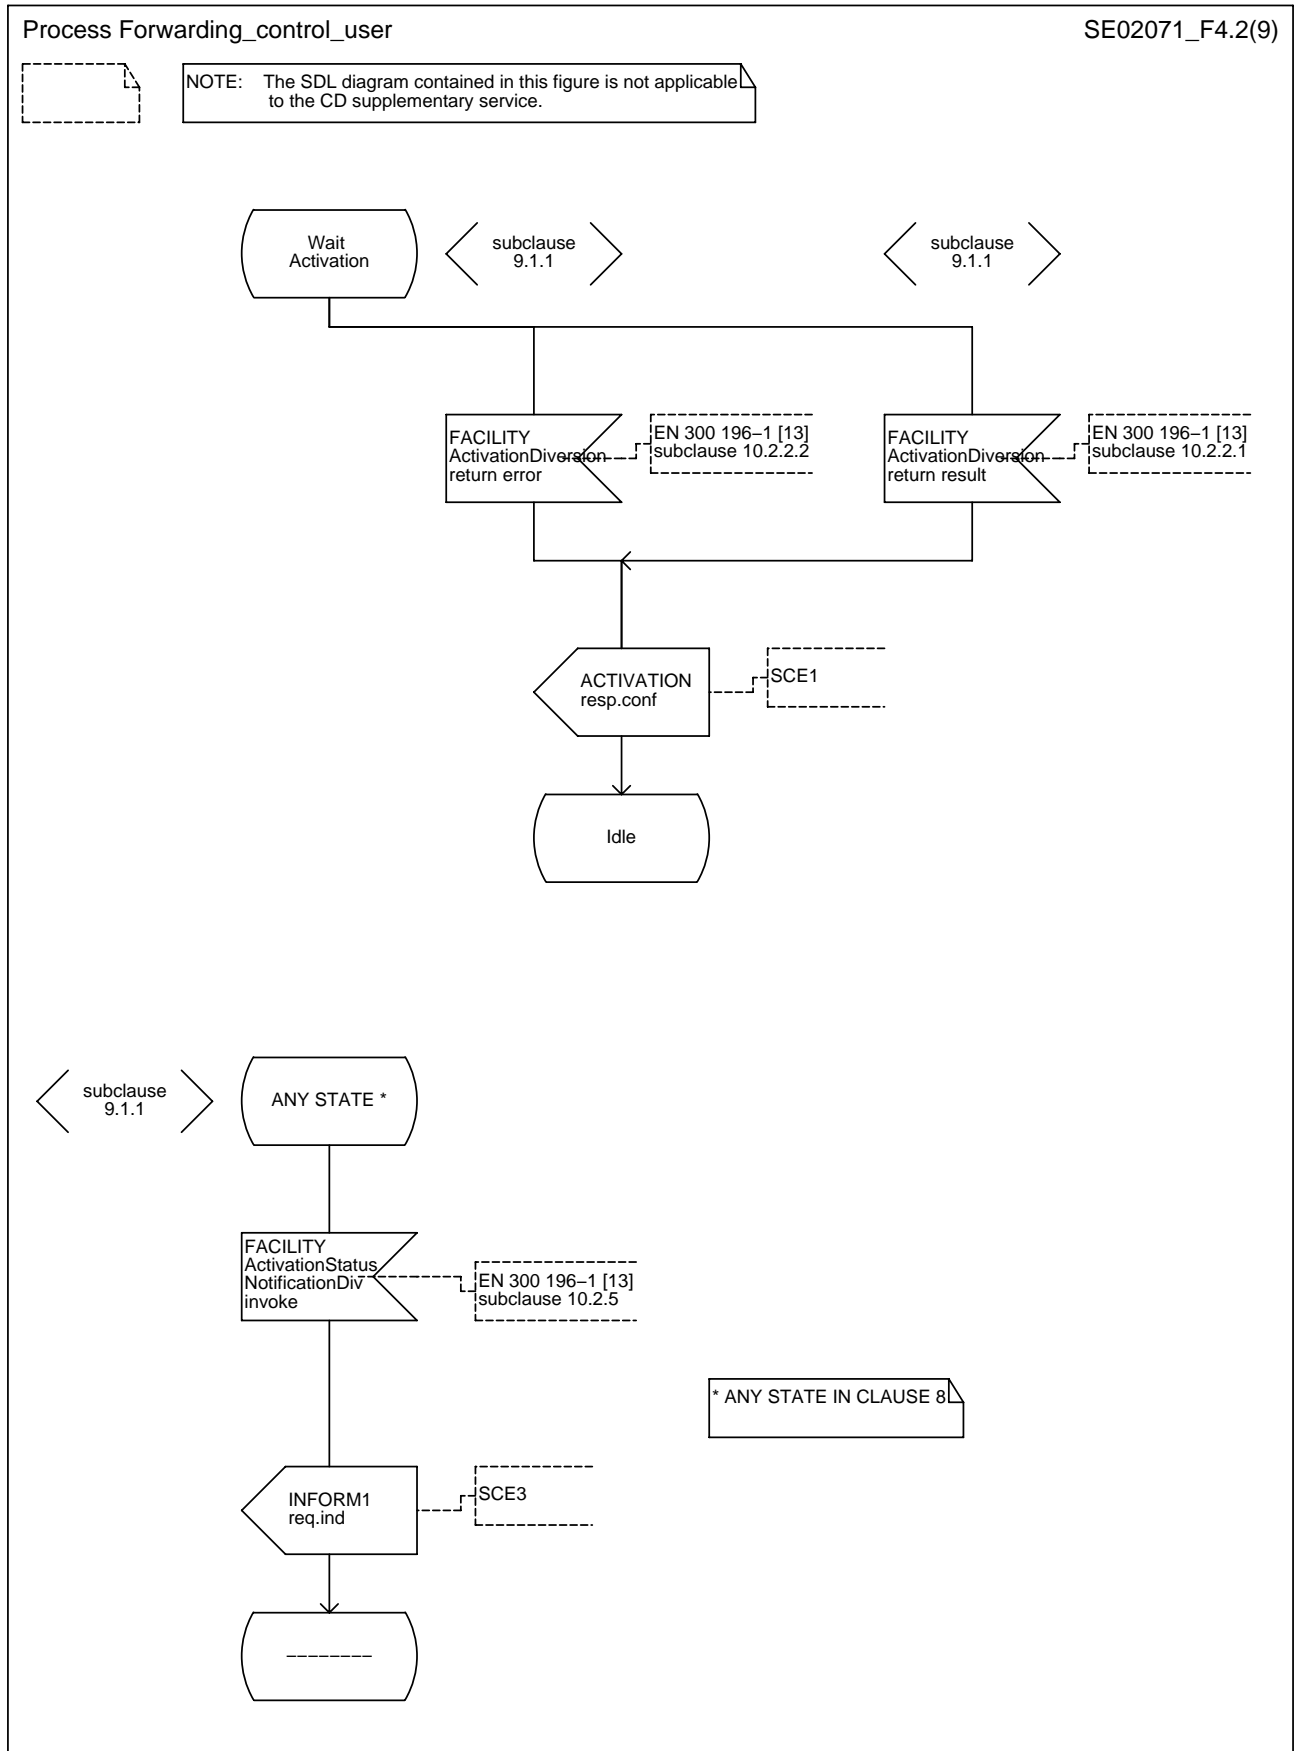 Process Forwarding_control_user
SE02071_F4.2(9)
NOTE: The SDL diagram contained in this figure is not applicable
to the CD supplementary service.
Wait
Activation
subclause
9.1.1
subclause
9.1.1
FACILITY
ActivationDiversion
return error
EN 300 196–1 [13]
subclause 10.2.2.2
FACILITY
ActivationDiversion
return result
EN 300 196–1 [13]
subclause 10.2.2.1
ACTIVATION
resp.conf
SCE1
Idle
subclause
9.1.1
ANY STATE *
FACILITY
ActivationStatus
NotificationDiv
invoke
EN 300 196–1 [13]
subclause 10.2.5
* ANY STATE IN CLAUSE 8
INFORM1
req.ind
SCE3
––––––––